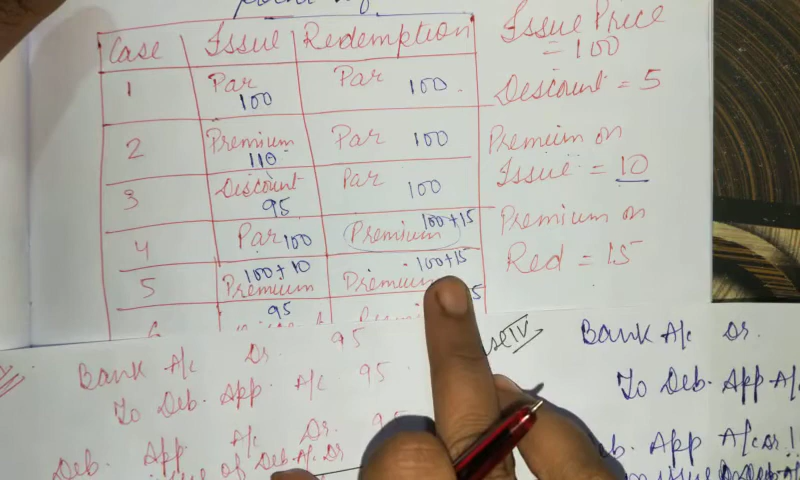 Case Issue Redemption
1 Par 100 Par 100
2 Premium 110 Par 100
3 Discount 95 Par 100
4 Par 100 Premium 100+15
5 100+10 Premium Premium 100+15
95
Issue Price
= 100
Discount = 5
Premium on
Issue = 10
Premium on
Red = 15
Bank A/c Dr. 95
To Deb. App A/c 95
Deb. App A/c Dr. 95
Bank A/c Dr.
To Deb. App A/c
App A/c Dr.